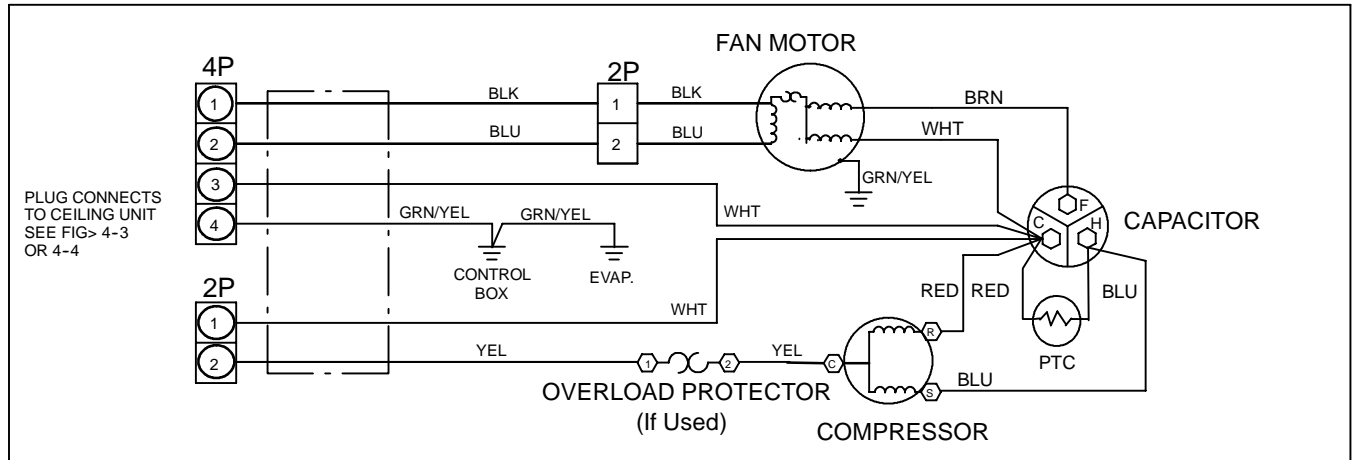 FAN MOTOR
4P
2P
1
BLK
1
BLK
BRN
2
BLU
2
BLU
WHT
3
GRN/YEL
PLUG CONNECTS
TO CEILING UNIT
SEE FIG> 4-3
OR 4-4
4
GRN/YEL
GRN/YEL
WHT
F
C
H
CAPACITOR
CONTROL
BOX
EVAP.
2P
RED
RED
BLU
1
WHT
R
PTC
2
YEL
1
2
YEL
C
OVERLOAD PROTECTOR
(If Used)
S
BLU
COMPRESSOR